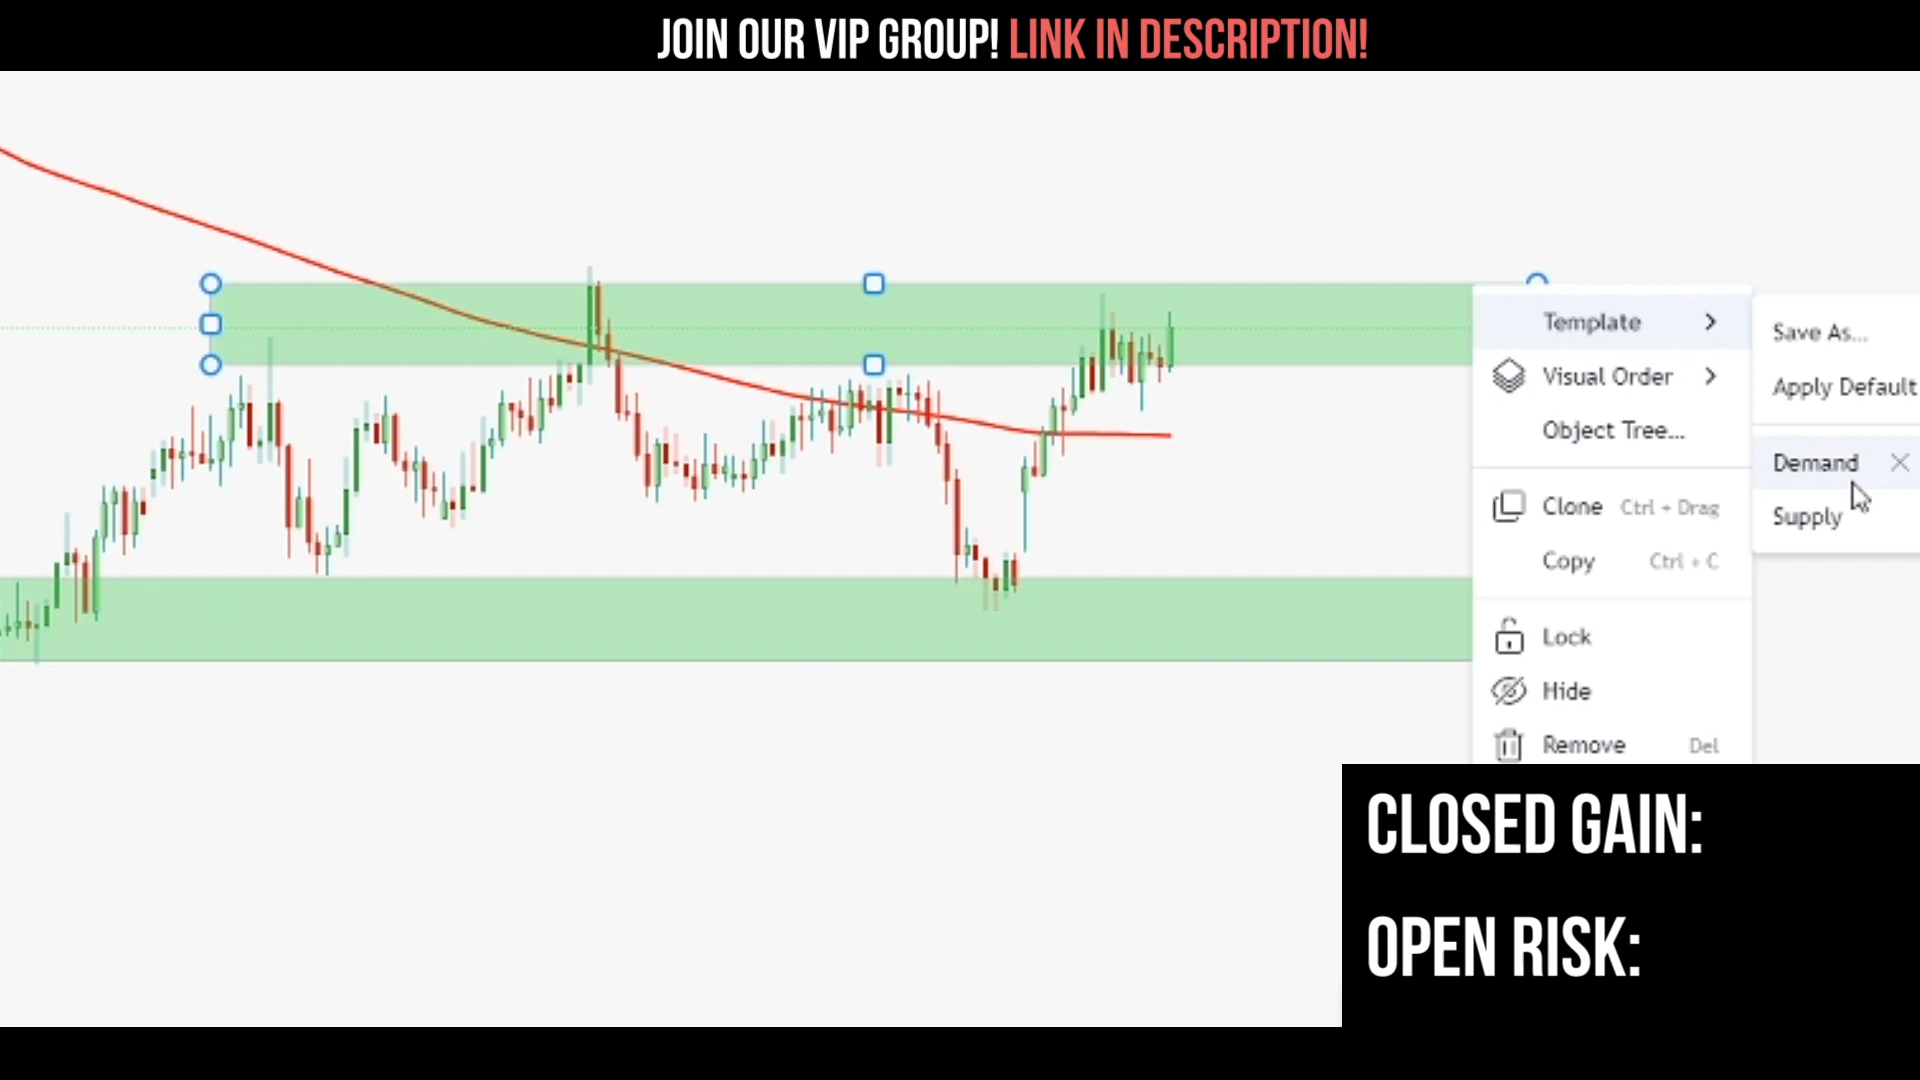 JOIN OUR VIP GROUP! LINK IN DESCRIPTION!
Template
Save As...
Visual Order
Apply Default
Object Tree...
Demand
Clone Ctrl + Drag
Supply
Copy Ctrl + C
Lock
Hide
Remove Del
CLOSED GAIN:
OPEN RISK: